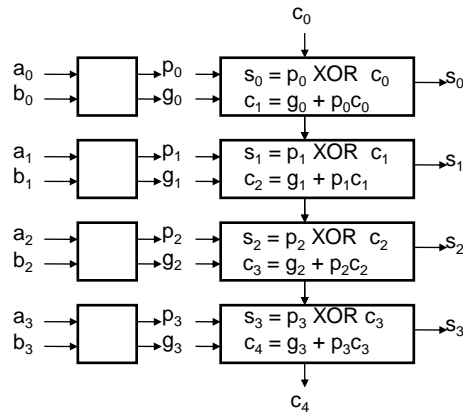 c₀
a₀ p₀ s₀ = p₀ XOR c₀ s₀
b₀ g₀ c₁ = g₀ + p₀c₀
a₁ p₁ s₁ = p₁ XOR c₁ s₁
b₁ g₁ c₂ = g₁ + p₁c₁
a₂ p₂ s₂ = p₂ XOR c₂ s₂
b₂ g₂ c₃ = g₂ + p₂c₂
a₃ p₃ s₃ = p₃ XOR c₃ s₃
b₃ g₃ c₄ = g₃ + p₃c₃
c₄